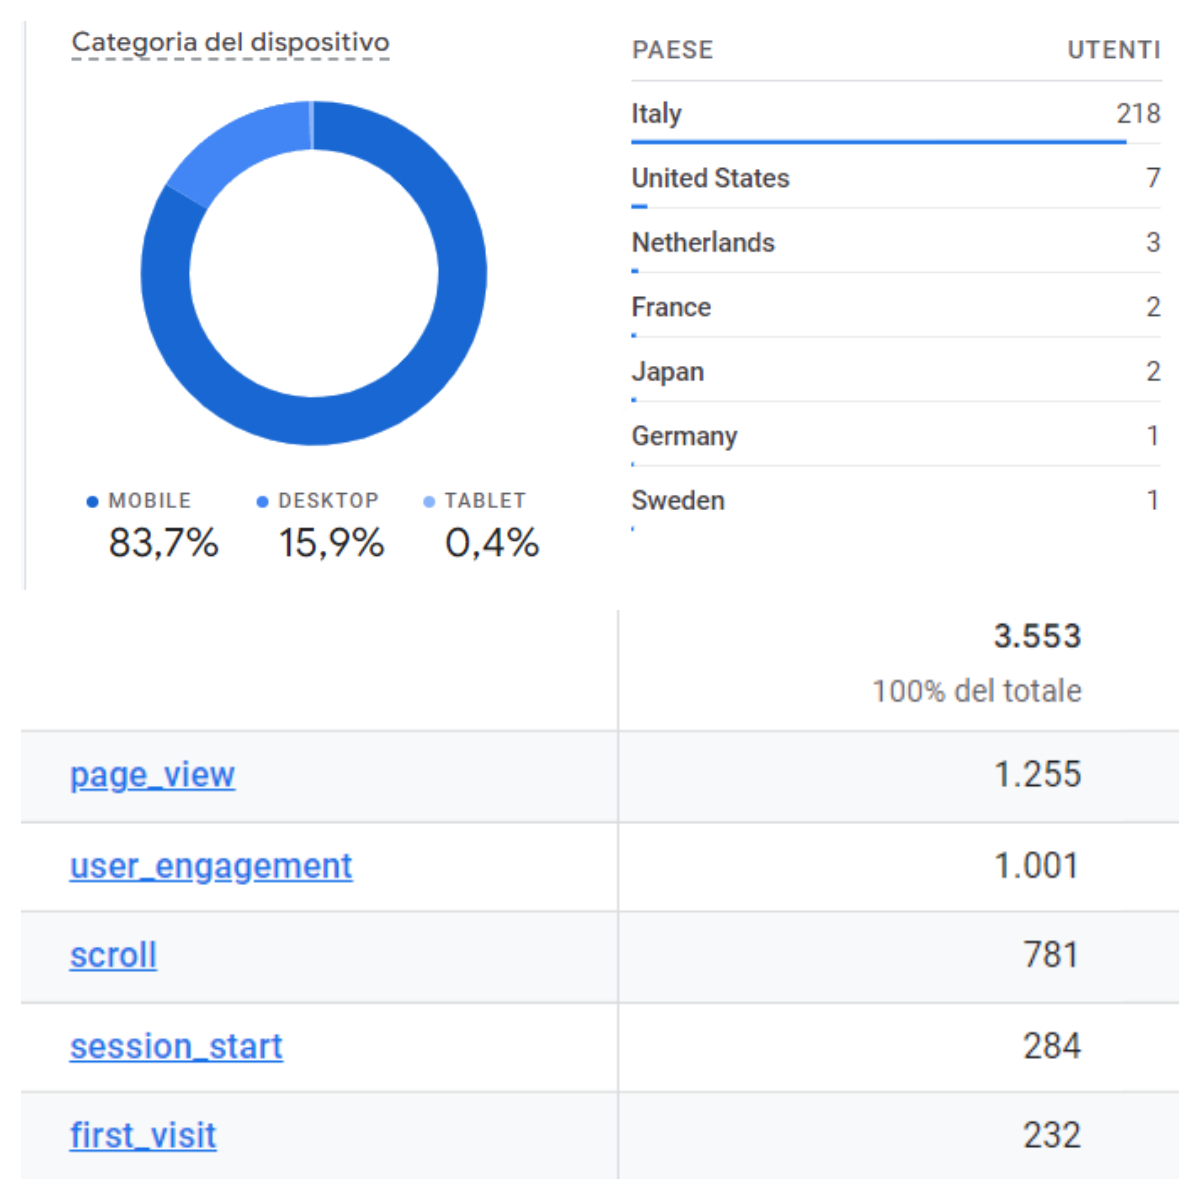 Categoria del dispositivo
MOBILE DESKTOP TABLET
83,7% 15,9% 0,4%
PAESE UTENTI
Italy 218
United States 7
Netherlands 3
France 2
Japan 2
Germany 1
Sweden 1
3.553
100% del totale
page_view 1.255
user_engagement 1.001
scroll 781
session_start 284
first_visit 232